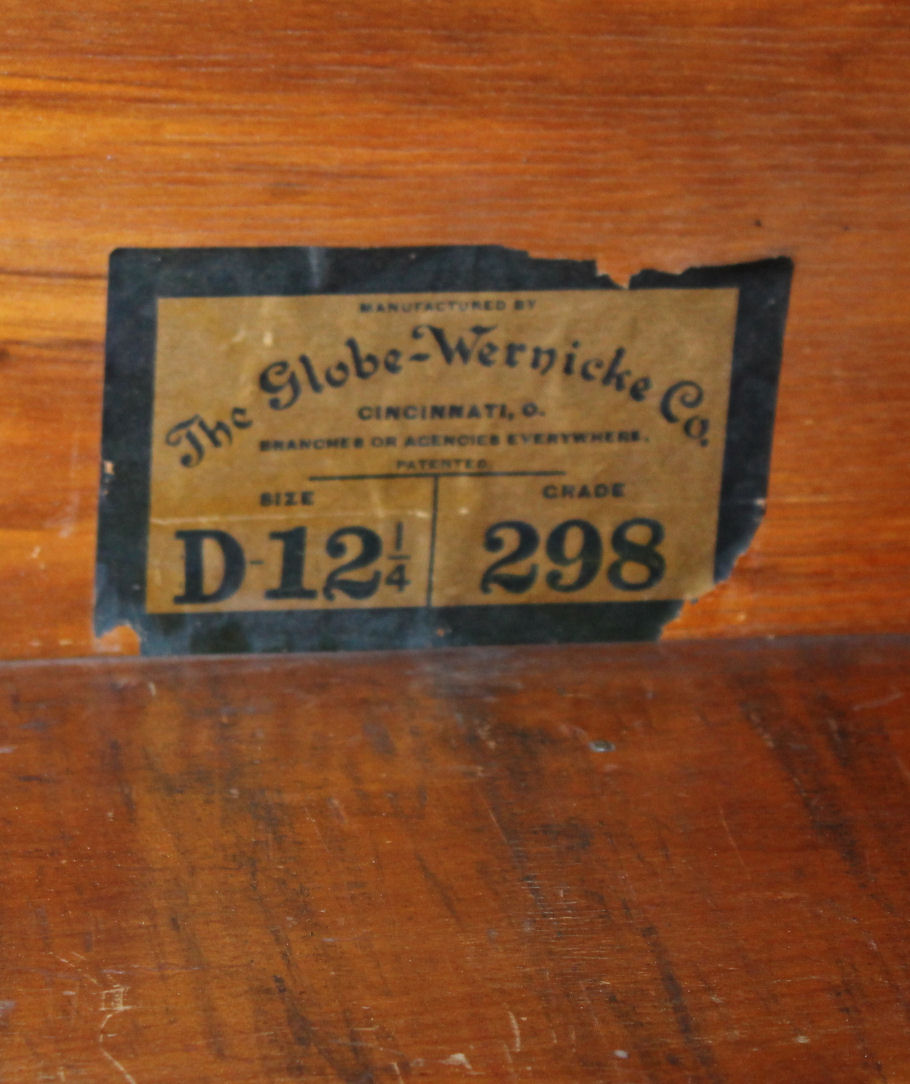 MANUFACTURED BY
The Globe-Wernicke Co.
CINCINNATI, O.
BRANCHES OR AGENCIES EVERYWHERE.
PATENTED.
SIZE GRADE
D-12 1/4 298